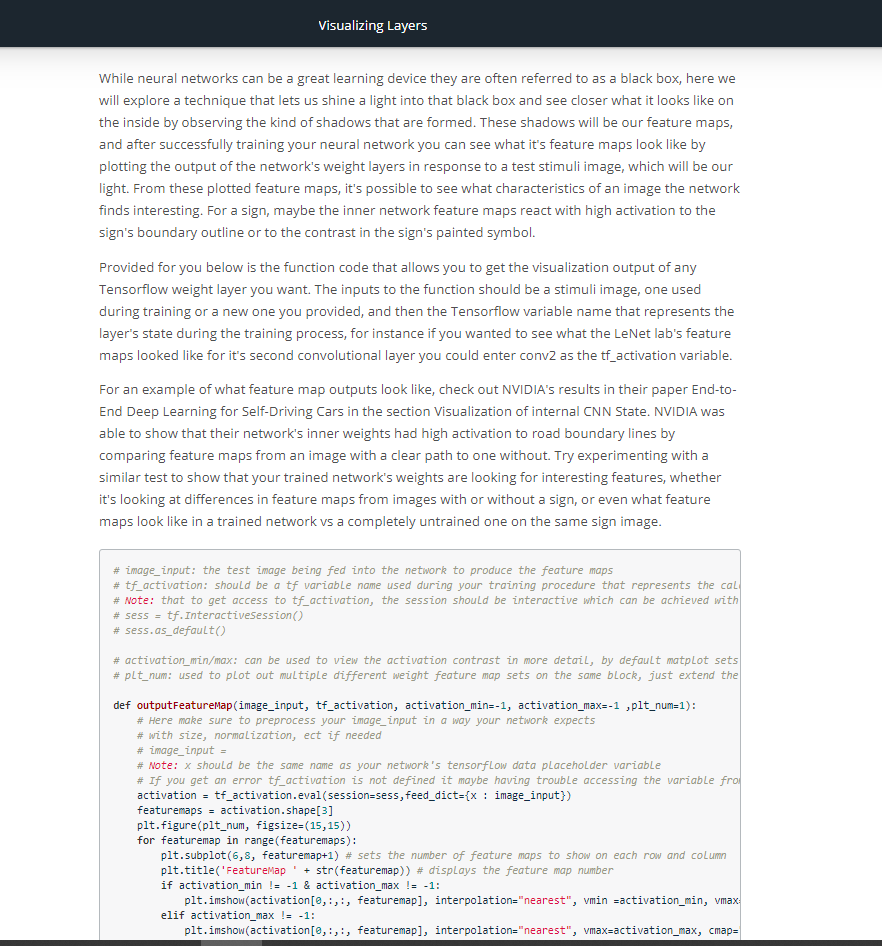 Visualizing Layers
While neural networks can be a great learning device they are often referred to as a black box, here we
will explore a technique that lets us shine a light into that black box and see closer what it looks like on
the inside by observing the kind of shadows that are formed. These shadows will be our feature maps,
and after successfully training your neural network you can see what it's feature maps look like by
plotting the output of the network's weight layers in response to a test stimuli image, which will be our
light. From these plotted feature maps, it's possible to see what characteristics of an image the network
finds interesting. For a sign, maybe the inner network feature maps react with high activation to the
sign's boundary outline or to the contrast in the sign's painted symbol.
Provided for you below is the function code that allows you to get the visualization output of any
Tensorflow weight layer you want. The inputs to the function should be a stimuli image, one used
during training or a new one you provided, and then the Tensorflow variable name that represents the
layer's state during the training process, for instance if you wanted to see what the LeNet lab's feature
maps looked like for it's second convolutional layer you could enter conv2 as the tf_activation variable.
For an example of what feature map outputs look like, check out NVIDIA's results in their paper End-to-
End Deep Learning for Self-Driving Cars in the section Visualization of internal CNN State. NVIDIA was
able to show that their network's inner weights had high activation to road boundary lines by
comparing feature maps from an image with a clear path to one without. Try experimenting with a
similar test to show that your trained network's weights are looking for interesting features, whether
it's looking at differences in feature maps from images with or without a sign, or even what feature
maps look like in a trained network vs a completely untrained one on the same sign image.
# image_input: the test image being fed into the network to produce the feature maps
# tf_activation: should be a tf variable name used during your training procedure that represents the
# Note: that to get access to tf_activation, the session should be interactive which can be achieved with
# sess = tf.InteractiveSession()
# sess.as_default()
# activation_min/max: can be used to view the activation contrast in more detail, by default matplot sets
# plt_num: used to plot out multiple different weight feature map sets on the same block, just extend the
def outputFeatureMap(image_input, tf_activation, activation_min=-1, activation_max=-1 ,plt_num=1):
# Here make sure to preprocess your image_input in a way your network expects
# with size, normalization, ect if needed
# image_input =
# Note: x should be the same name as your network's tensorflow data placeholder variable
# If you get an error tf_activation is not defined it maybe having trouble accessing the variable
activation = tf_activation.eval(session=sess,feed_dict={x : image_input})
featuremaps = activation.shape[3]
plt.figure(plt_num, figsize=(15,15))
for featuremap in range(featuremaps):
plt.subplot(6,8, featuremap+1) # sets the number of feature maps to show on each row and column
plt.title('FeatureMap ' + str(featuremap)) # displays the feature map number
if activation_min != -1 & activation_max != -1:
plt.imshow(activation[0,:,:, featuremap], interpolation="nearest", vmin =activation_min, vmax=
elif activation_max != -1:
plt.imshow(activation[0,:,:, featuremap], interpolation="nearest", vmax=activation_max, cmap=